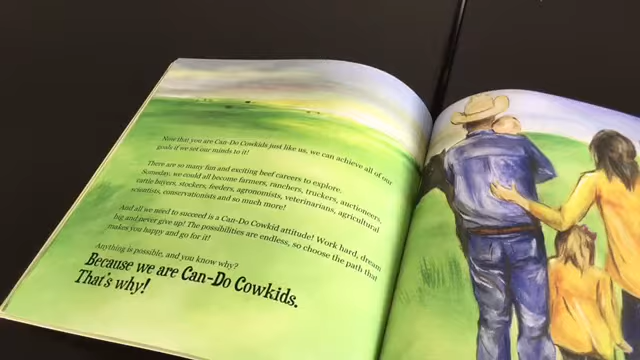 Now that you are Can-Do Cowkids just like us, we can achieve all of our
goals if we set our minds to it!
There are so many fun and exciting beef careers to explore.
Someday, we could all become farmers, ranchers, truckers, auctioneers,
cattle buyers, stockers, feeders, agronomists, veterinarians, agricultural
scientists, conservationists and so much more!
And all we need to succeed is a Can-Do Cowkid attitude! Work hard, dream
big and never give up! The possibilities are endless, so choose the path that
makes you happy and go for it!
Anything is possible, and you know why?
Because we are Can-Do Cowkids.
That's why!